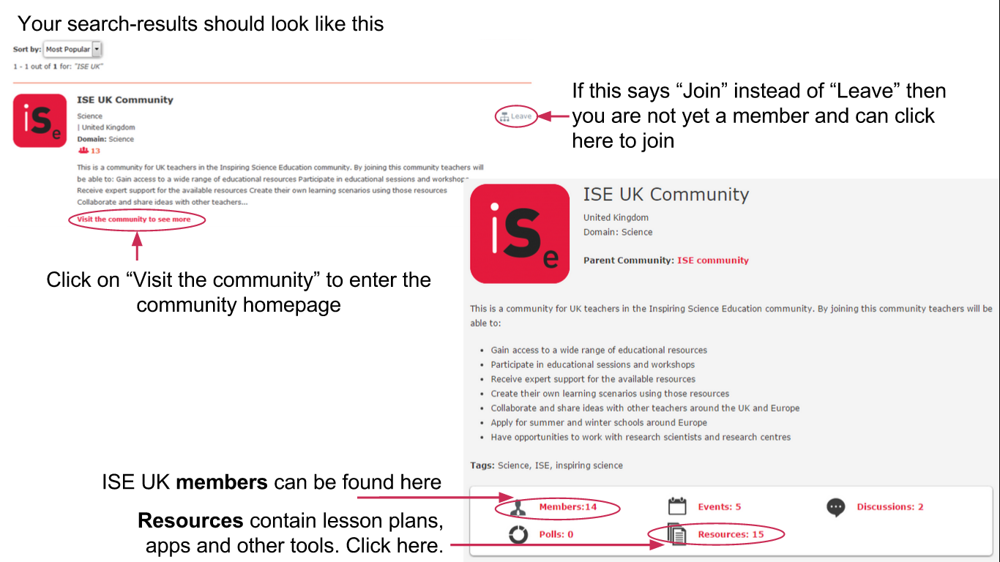 Your search-results should look like this
Sort by: Most Popular
1 - 1 out of 1 for: "ISE UK"
iSe
ISE UK Community
Science
| United Kingdom
Domain: Science
13
Leave
If this says “Join” instead of “Leave” then
you are not yet a member and can click
here to join
This is a community for UK teachers in the Inspiring Science Education community. By joining this community teachers will
be able to: Gain access to a wide range of educational resources Participate in educational sessions and workshops
Receive expert support for the available resources Create their own learning scenarios using those resources
Collaborate and share ideas with other teachers...
Visit the community to see more
Click on “Visit the community” to enter the
community homepage
iSe
ISE UK Community
United Kingdom
Domain: Science
Parent Community: ISE community
This is a community for UK teachers in the Inspiring Science Education community. By joining this community teachers will be
able to:
• Gain access to a wide range of educational resources
• Participate in educational sessions and workshops
• Receive expert support for the available resources
• Create their own learning scenarios using those resources
• Collaborate and share ideas with other teachers around the UK and Europe
• Apply for summer and winter schools around Europe
• Have opportunities to work with research scientists and research centres
Tags: Science, ISE, inspiring science
ISE UK members can be found here
Resources contain lesson plans,
apps and other tools. Click here.
Members:14
Events: 5
Discussions: 2
Polls: 0
Resources: 15